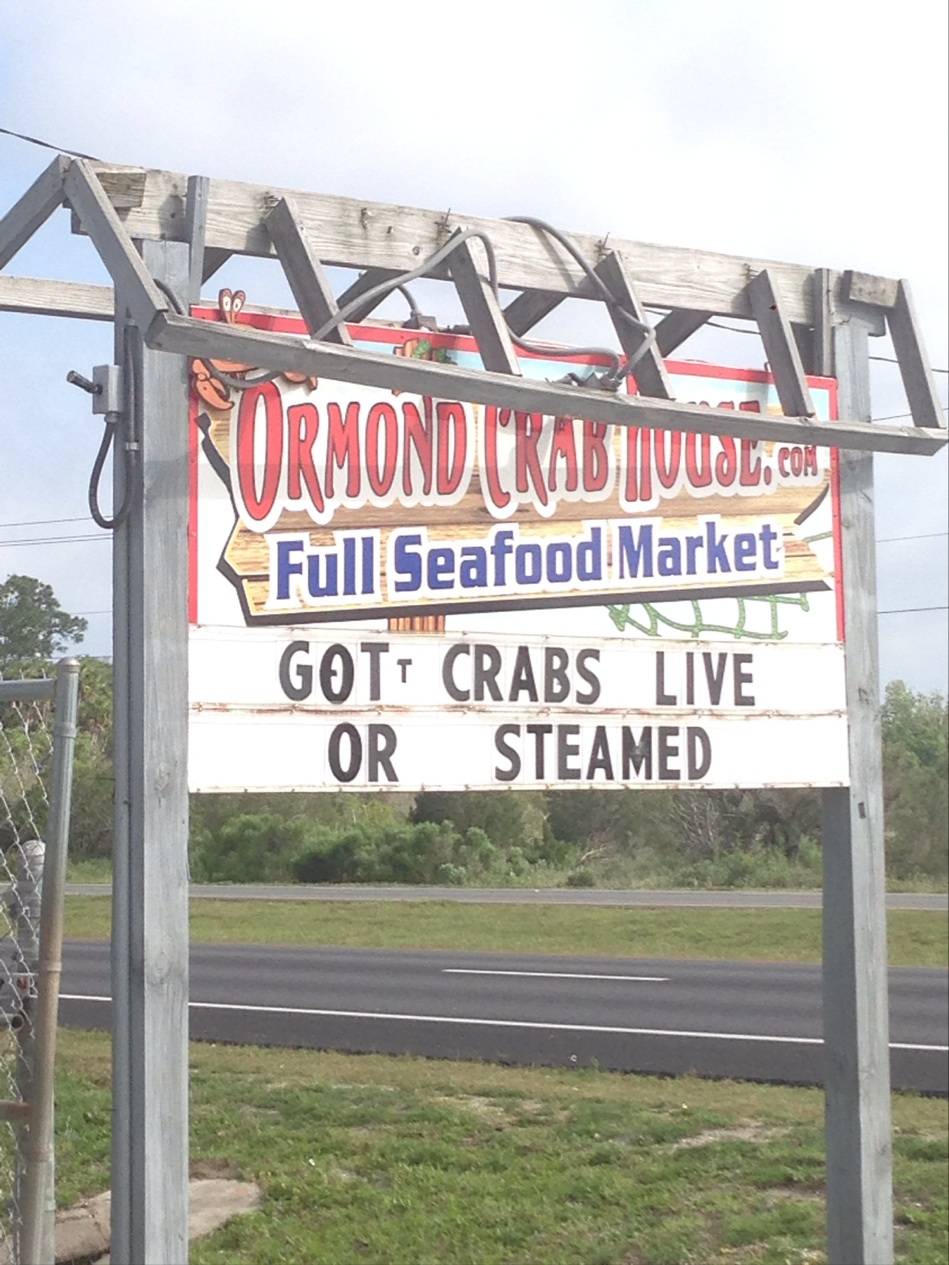 ORMOND CRAB HOUSE.COM
Full Seafood Market
GOT T CRABS LIVE
OR STEAMED